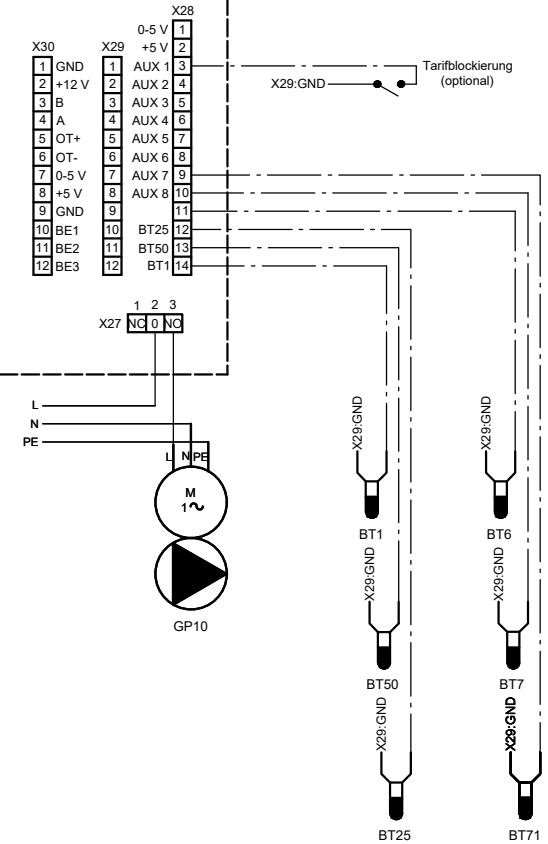 X28
0-5 V 1
X30 X29 +5 V 2
1 GND 1 AUX 1 3 Tarifblockierung
2 +12 V 2 AUX 2 4 X29:GND (optional)
3 B 3 AUX 3 5
4 A 4 AUX 4 6
5 OT+ 5 AUX 5 7
6 OT- 6 AUX 6 8
7 0-5 V 7 AUX 7 9
8 +5 V 8 AUX 8 10
9 GND 9 11
10 BE1 10 BT25 12
11 BE2 11 BT50 13
12 BE3 12 BT1 14
1 2 3
X27 NC 0 NO
L
N
PE
L N PE
M
1~
GP10
X29:GND X29:GND
BT1 BT6
X29:GND X29:GND
BT50 BT7
X29:GND X29:GND
BT25 BT71